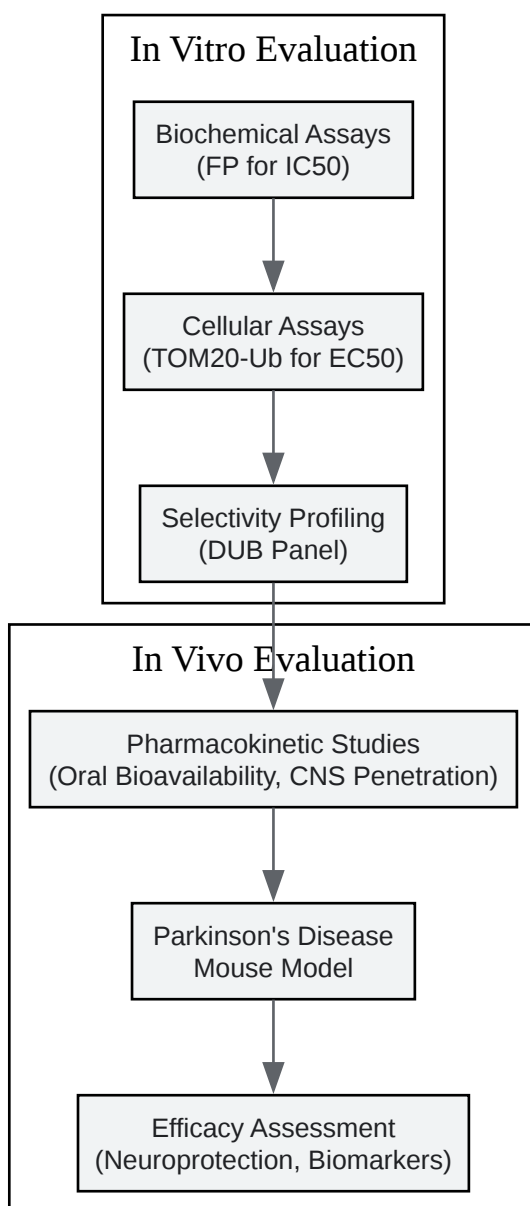 In Vitro Evaluation
Biochemical Assays
(FP for IC50)
Cellular Assays
(TOM20-Ub for EC50)
Selectivity Profiling
(DUB Panel)
In Vivo Evaluation
Pharmacokinetic Studies
(Oral Bioavailability, CNS Penetration)
Parkinson's Disease
Mouse Model
Efficacy Assessment
(Neuroprotection, Biomarkers)